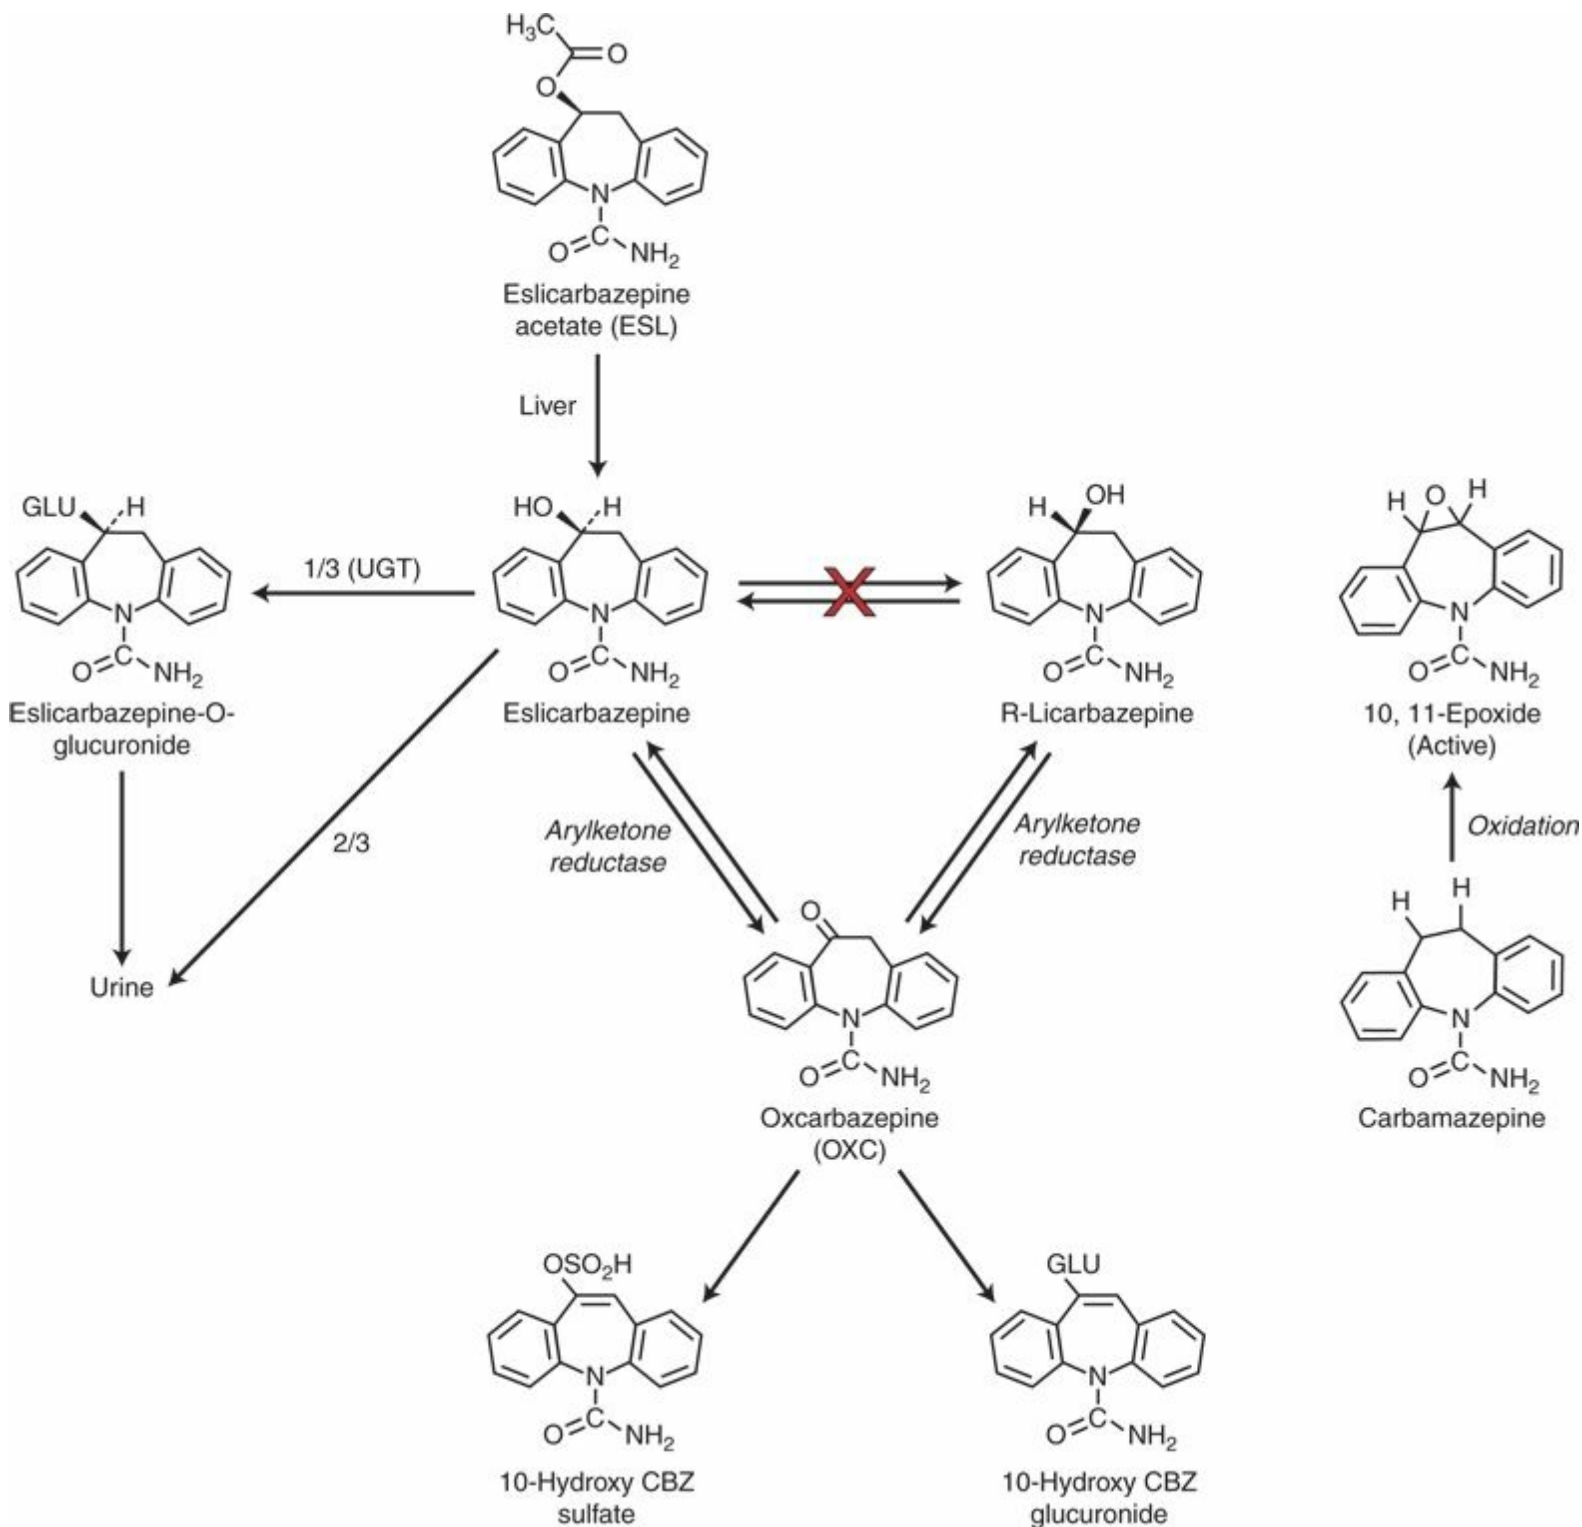 H₃C
O
O
N
C
O
NH₂
Eslicarbazepine
acetate (ESL)
Liver
GLU
H
N
C
O
NH₂
Eslicarbazepine-O-
glucuronide
1/3 (UGT)
HO
H
N
C
O
NH₂
Eslicarbazepine
X
H
OH
N
C
O
NH₂
R-Licarbazepine
H
O
H
N
C
O
NH₂
10, 11-Epoxide
(Active)
2/3
Arylketone
reductase
Arylketone
reductase
Oxidation
Urine
O
N
C
O
NH₂
Oxcarbazepine
(OXC)
H
H
N
C
O
NH₂
Carbamazepine
OSO₂H
N
C
O
NH₂
10-Hydroxy CBZ
sulfate
GLU
N
C
O
NH₂
10-Hydroxy CBZ
glucuronide